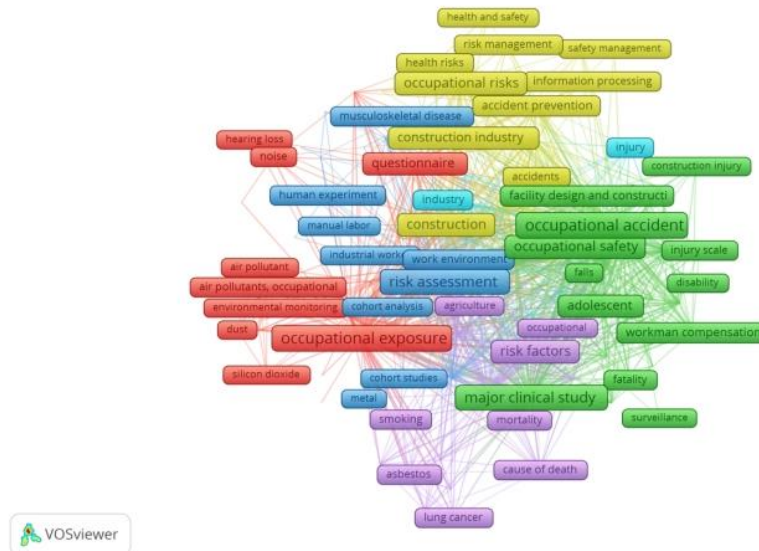 health and safety
risk management
safety management
health risks
occupational risks
information processing
accident prevention
musculoskeletal disease
construction industry
hearing loss
noise
questionnaire
injury
construction injury
accidents
human experiment
industry
facility design and constructi
manual labor
construction
occupational accident
occupational safety
injury scale
industrial worke
work environment
air pollutant
risk assessment
falls
disability
air pollutants, occupational
environmental monitoring
cohort analysis
agriculture
adolescent
dust
occupational exposure
occupational
workman compensation
risk factors
silicon dioxide
cohort studies
fatality
metal
major clinical study
smoking
mortality
surveillance
asbestos
cause of death
lung cancer
VOSviewer